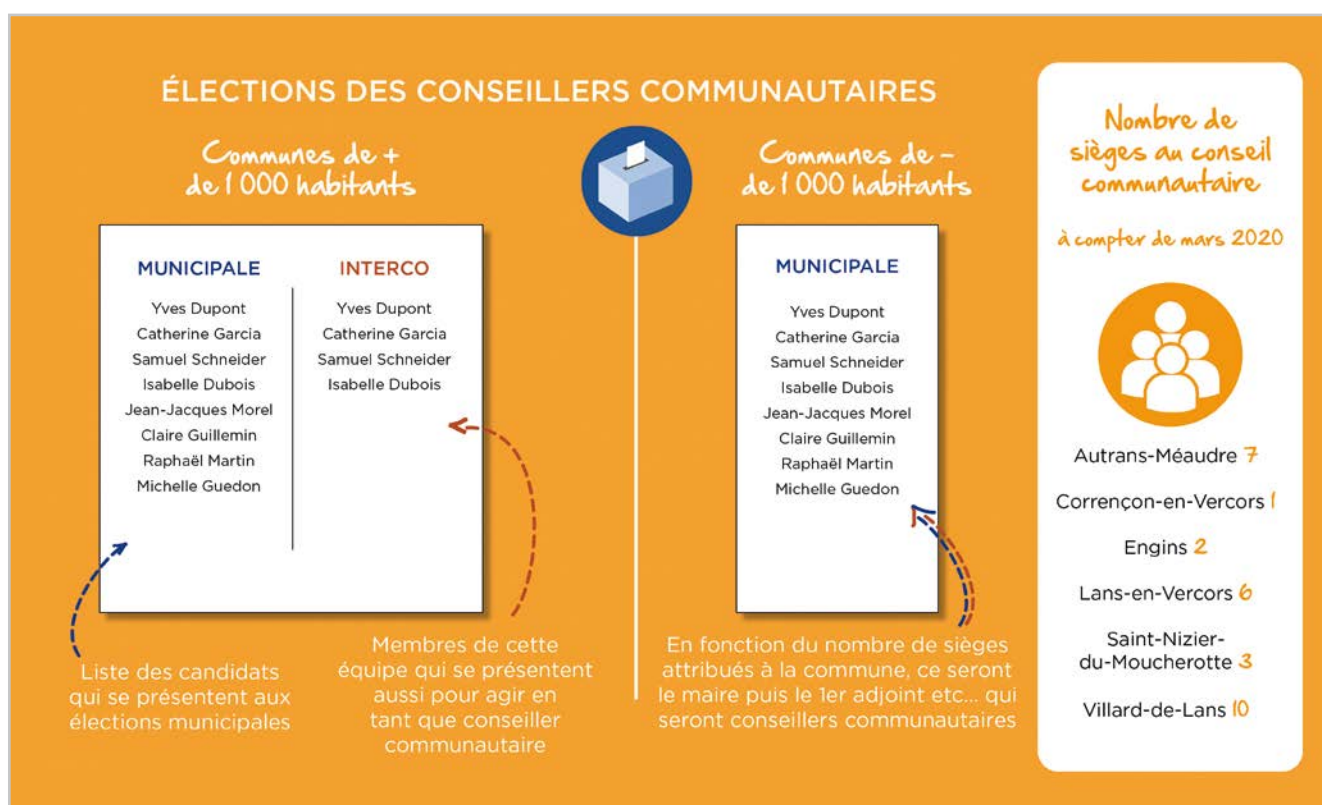 ÉLECTIONS DES CONSEILLERS COMMUNAUTAIRES
Communes de +
de 1 000 habitants
MUNICIPALE
Yves Dupont
Catherine Garcia
Samuel Schneider
Isabelle Dubois
Jean-Jacques Morel
Claire Guillemin
Raphaël Martin
Michelle Guedon
INTERCO
Yves Dupont
Catherine Garcia
Samuel Schneider
Isabelle Dubois
Liste des candidats
qui se présentent aux
élections municipales
Membres de cette
équipe qui se présentent
aussi pour agir en
tant que conseiller
communautaire
Communes de -
de 1 000 habitants
MUNICIPALE
Yves Dupont
Catherine Garcia
Samuel Schneider
Isabelle Dubois
Jean-Jacques Morel
Claire Guillemin
Raphaël Martin
Michelle Guedon
En fonction du nombre de sièges
attribués à la commune, ce seront
le maire puis le 1er adjoint etc... qui
seront conseillers communautaires
Nombre de
sièges au conseil
communautaire
à compter de mars 2020
Autrans-Méaudre 7
Corrençon-en-Vercors 1
Engins 2
Lans-en-Vercors 6
Saint-Nizier-
du-Moucherotte 3
Villard-de-Lans 10